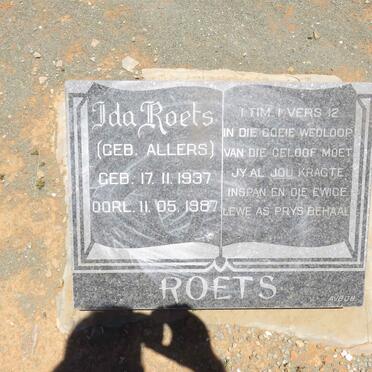 Ida Roets
(GEB. ALLERS)
GEB. 17. 11. 1937
OORL. 11. 05. 1987
1 TIM. 1 VERS 12
IN DIE GOEIE WEDLOOP
VAN DIE GELOOF MOET
JY AL JOU KRAGTE
INSPAN EN DIE EWIGE
LEWE AS PRYS BEHAAL
ROETS
AVBOB